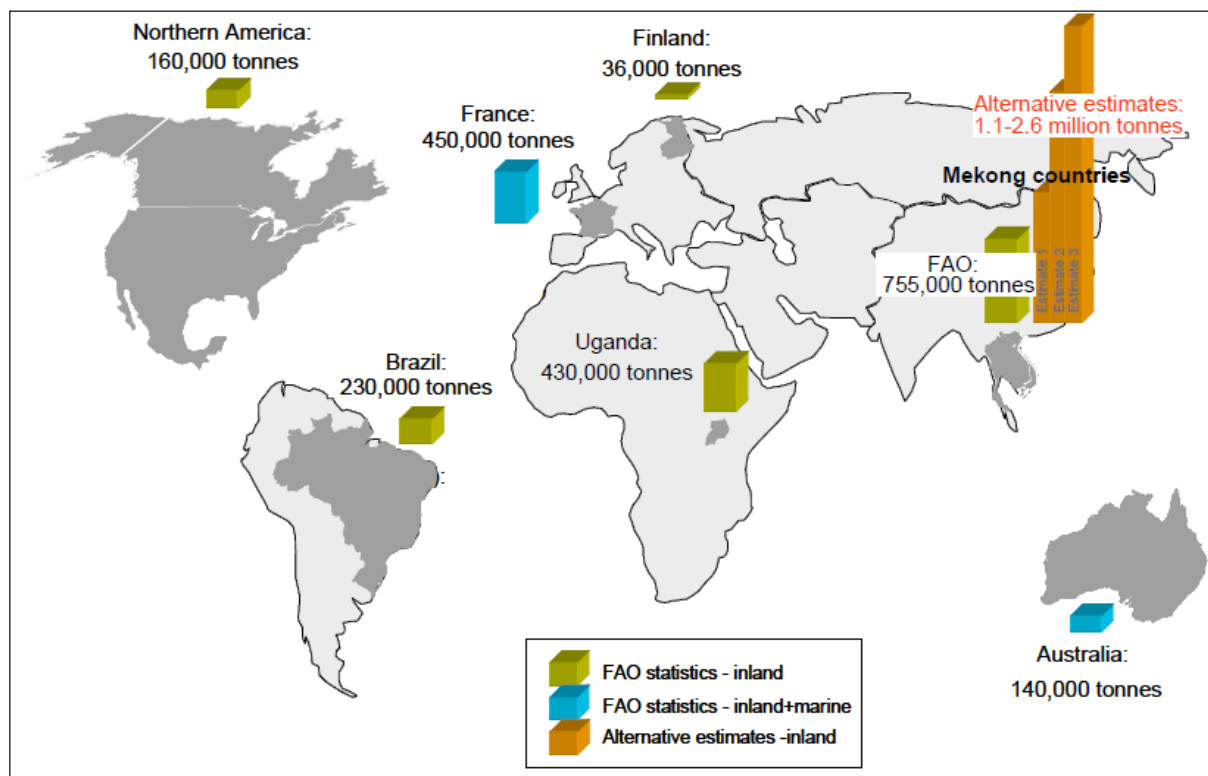 Northern America:
160,000 tonnes
Finland:
36,000 tonnes
France:
450,000 tonnes
Alternative estimates:
1.1-2.6 million tonnes
Mekong countries
FAO:
755,000 tonnes
Estimate 1
Estimate 2
Estimate 3
Uganda:
430,000 tonnes
Brazil:
230,000 tonnes
):
Australia:
140,000 tonnes
FAO statistics - inland
FAO statistics - inland+marine
Alternative estimates -inland